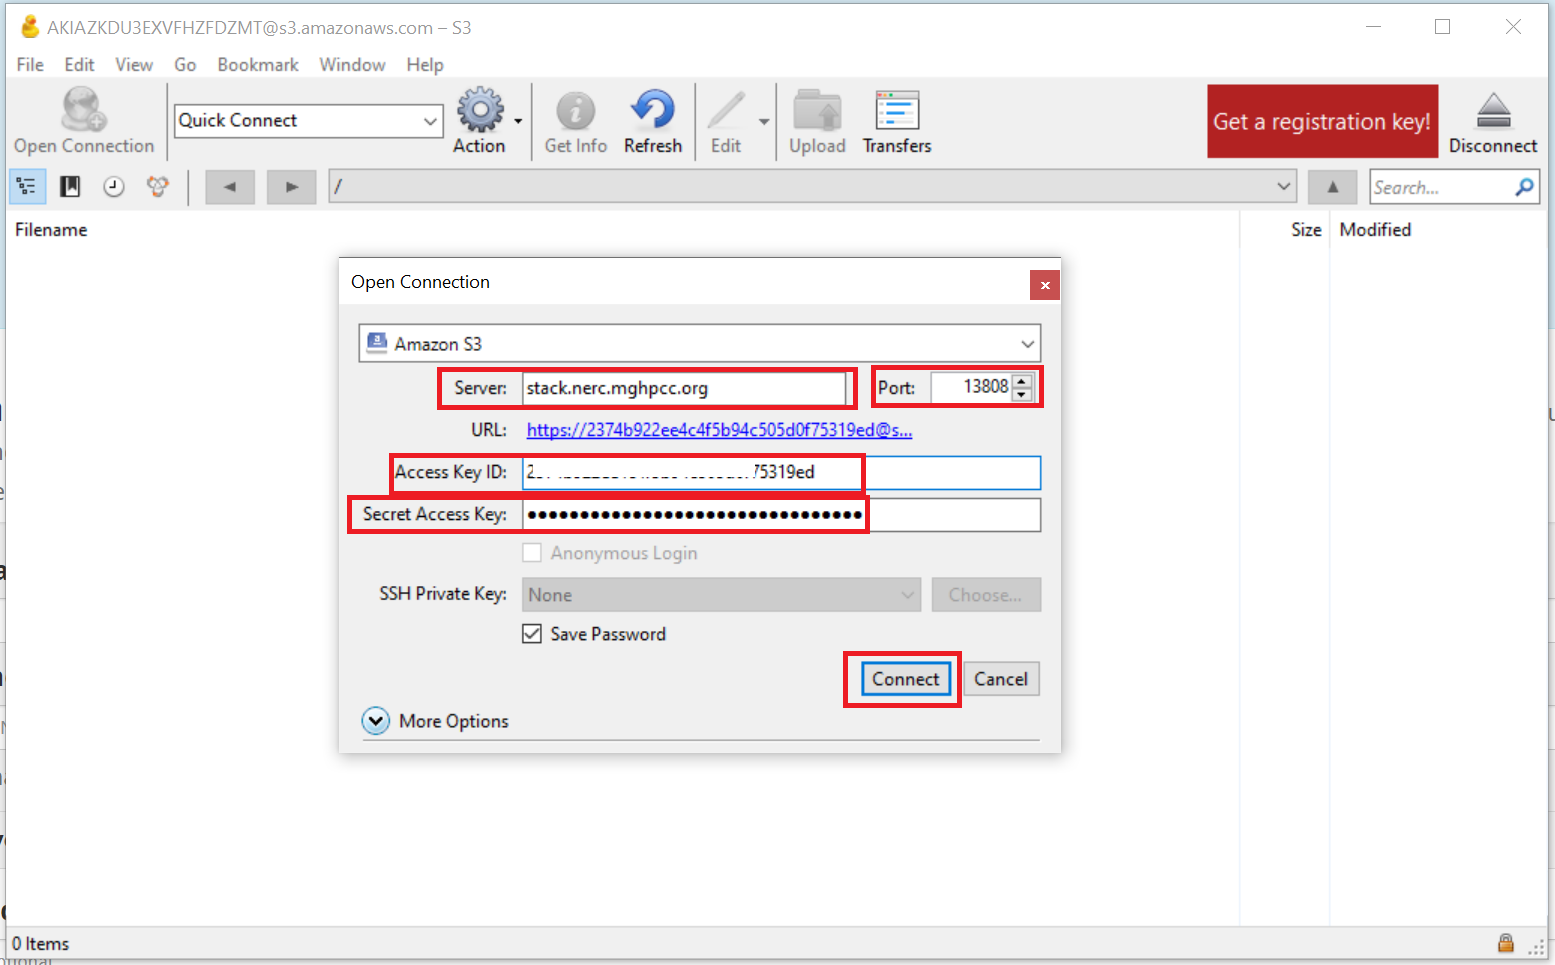 AKIAZKDU3EXVFHZFDZMT@s3.amazonaws.com – S3
File Edit View Go Bookmark Window Help
Quick Connect
Get a registration key!
Open Connection Action Get Info Refresh Edit Upload Transfers Disconnect
/ Search...
Filename Size Modified
Open Connection
Amazon S3
Server: stack.nerc.mghpcc.org Port: 13808
URL: https://2374b922ee4c4f5b94c505d0f75319ed@s...
Access Key ID: 75319ed
Secret Access Key: ••••••••••••••••••••••••••••••••
Anonymous Login
SSH Private Key: None Choose...
Save Password
Connect Cancel
More Options
0 Items